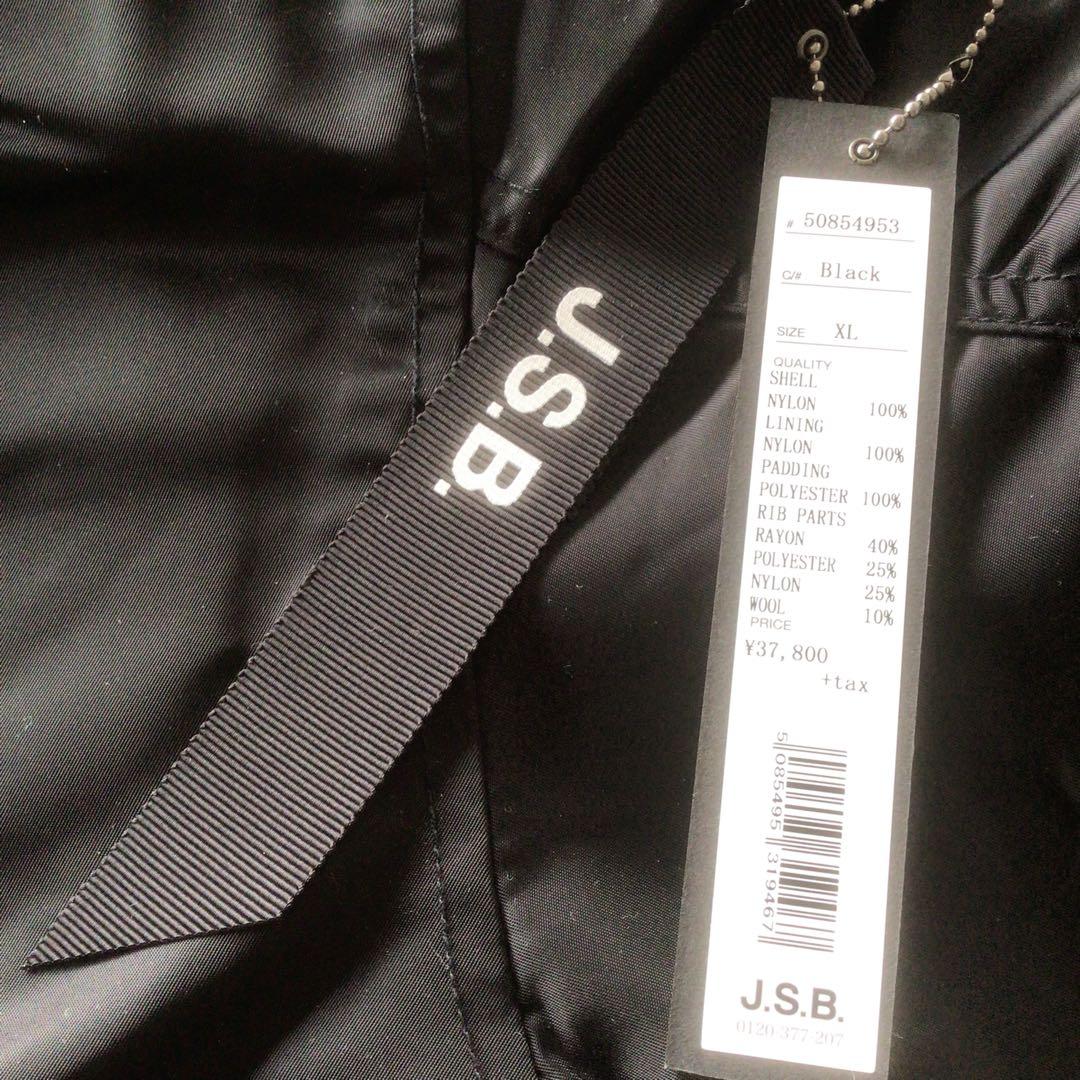 J.S.B.
# 50854953
C/# Black
SIZE XL
QUALITY
SHELL
NYLON 100%
LINING
NYLON 100%
PADDING
POLYESTER 100%
RIB PARTS
RAYON 40%
POLYESTER 25%
NYLON 25%
WOOL 10%
PRICE
¥37,800
+tax
5 085495 319467
J.S.B.
0120-377-207